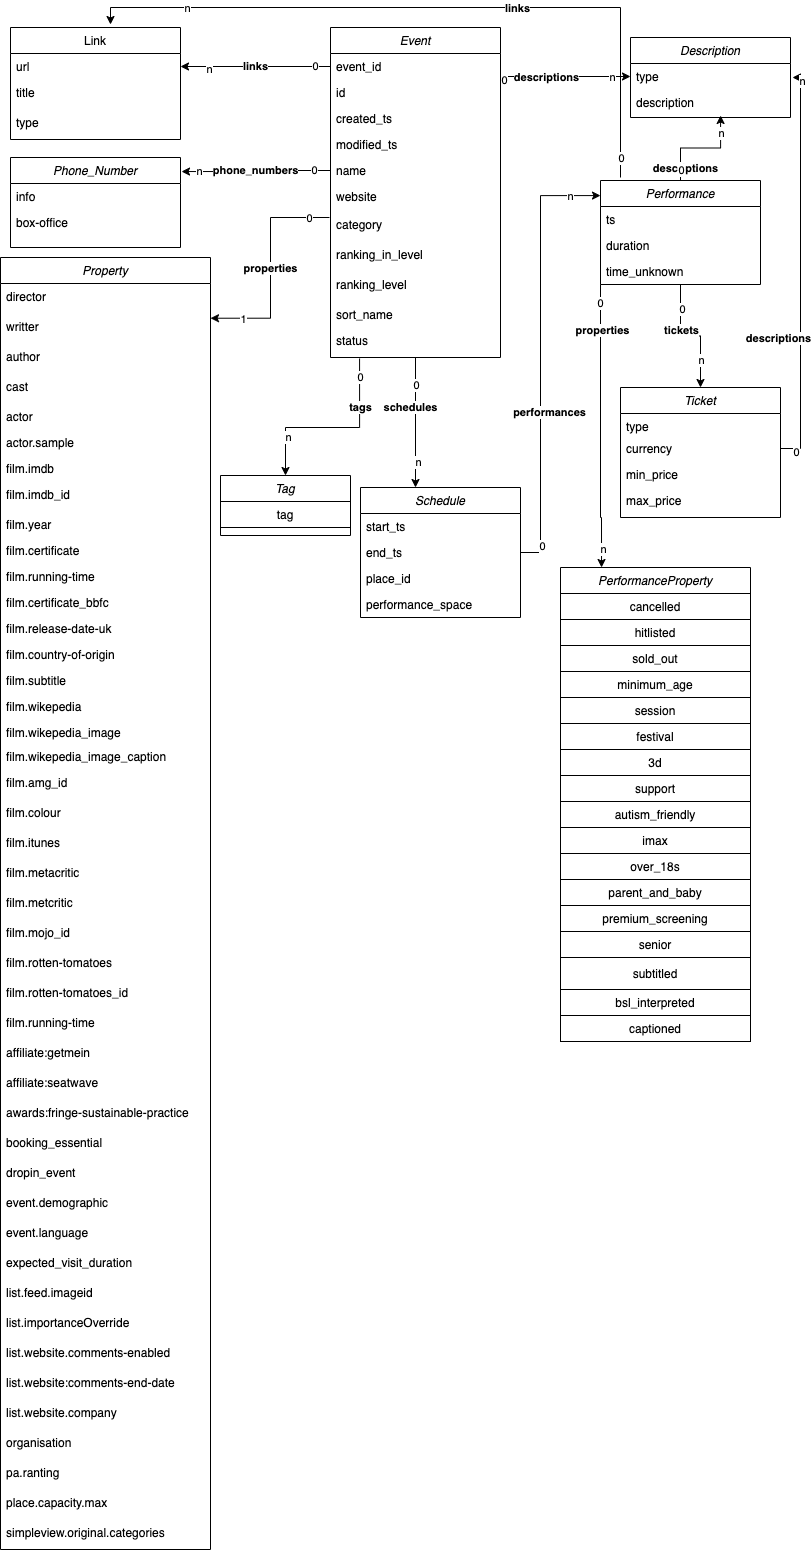 n
links
Link
url
title
type
n
links
0
Event
event_id
id
created_ts
modified_ts
name
website
category
ranking_in_level
ranking_level
sort_name
status
0
descriptions
n
Description
type
description
n
n
descriptions
0
0
Phone_Number
info
box-office
n
phone_numbers
0
0
properties
1
Performance
ts
duration
time_unknown
n
performances
0
0
properties
n
0
tickets
n
descriptions
0
Ticket
type
currency
min_price
max_price
0
tags
n
0
schedules
n
Tag
tag
Schedule
start_ts
end_ts
place_id
performance_space
PerformanceProperty
cancelled
hitlisted
sold_out
minimum_age
session
festival
3d
support
autism_friendly
imax
over_18s
parent_and_baby
premium_screening
senior
subtitled
bsl_interpreted
captioned
Property
director
writter
author
cast
actor
actor.sample
film.imdb
film.imdb_id
film.year
film.certificate
film.running-time
film.certificate_bbfc
film.release-date-uk
film.country-of-origin
film.subtitle
film.wikepedia
film.wikepedia_image
film.wikepedia_image_caption
film.amg_id
film.colour
film.itunes
film.metacritic
film.metcritic
film.mojo_id
film.rotten-tomatoes
film.rotten-tomatoes_id
film.running-time
affiliate:getmein
affiliate:seatwave
awards:fringe-sustainable-practice
booking_essential
dropin_event
event.demographic
event.language
expected_visit_duration
list.feed.imageid
list.importanceOverride
list.website.comments-enabled
list.website:comments-end-date
list.website.company
organisation
pa.ranting
place.capacity.max
simpleview.original.categories